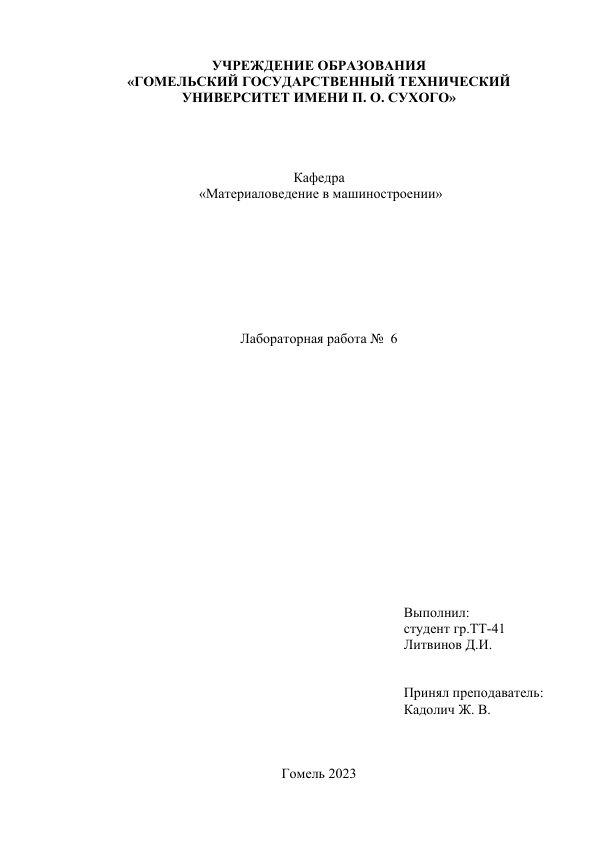 УЧРЕЖДЕНИЕ ОБРАЗОВАНИЯ
«ГОМЕЛЬСКИЙ ГОСУДАРСТВЕННЫЙ ТЕХНИЧЕСКИЙ
УНИВЕРСИТЕТ ИМЕНИ П. О. СУХОГО»
Кафедра
«Материаловедение в машиностроении»
Лабораторная работа № 6
Выполнил:
студент гр.ТТ-41
Литвинов Д.И.
Принял преподаватель:
Кадолич Ж. В.
Гомель 2023